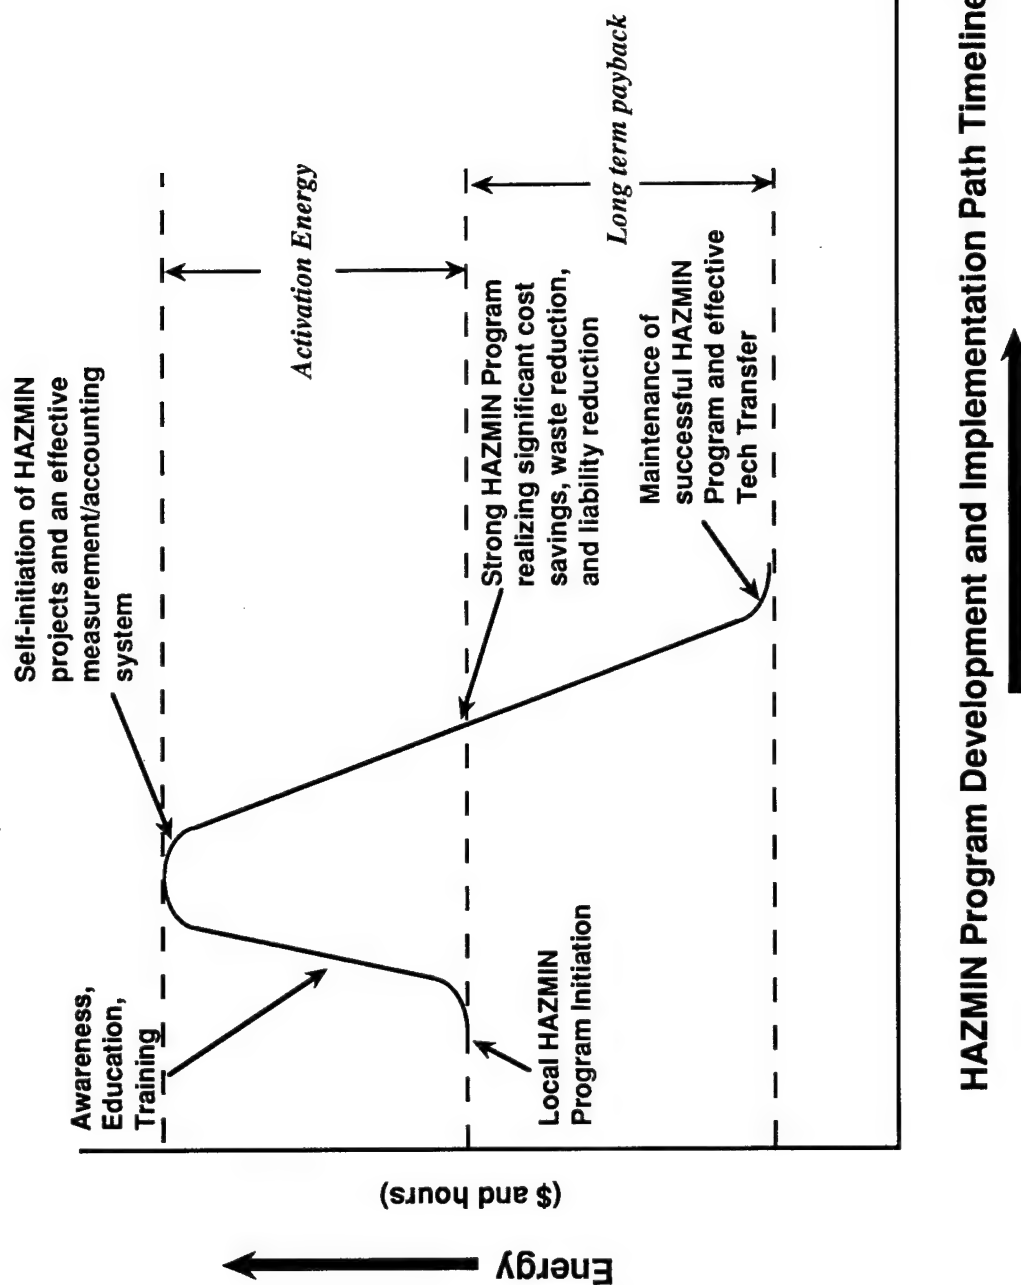 Self-initiation of HAZMIN
projects and an effective
measurement/accounting
system
Awareness,
Education,
Training
Activation Energy
Strong HAZMIN Program
realizing significant cost
savings, waste reduction,
and liability reduction
Long term payback
Local HAZMIN
Program Initiation
Maintenance of
successful HAZMIN
Program and effective
Tech Transfer
Energy
($ and hours)
HAZMIN Program Development and Implementation Path Timeline